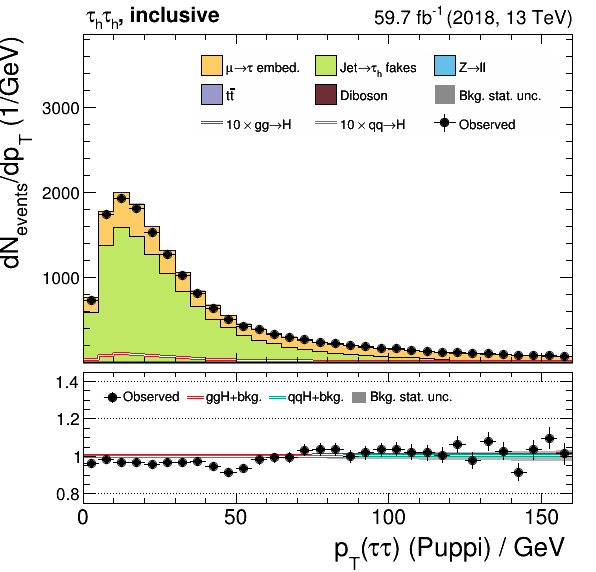 τhτh, inclusive 59.7 fb⁻¹ (2018, 13 TeV)
dNevents/dpT (1/GeV)
μ→τ embed. Jet→τh fakes Z→ll
tt̄ Diboson Bkg. stat. unc.
10 × gg→H 10 × qq→H Observed
3000
2000
1000
1.4
Observed ggH+bkg. qqH+bkg. Bkg. stat. unc.
1.2
1
0.8
0 50 100 150
pT(ττ) (Puppi) / GeV